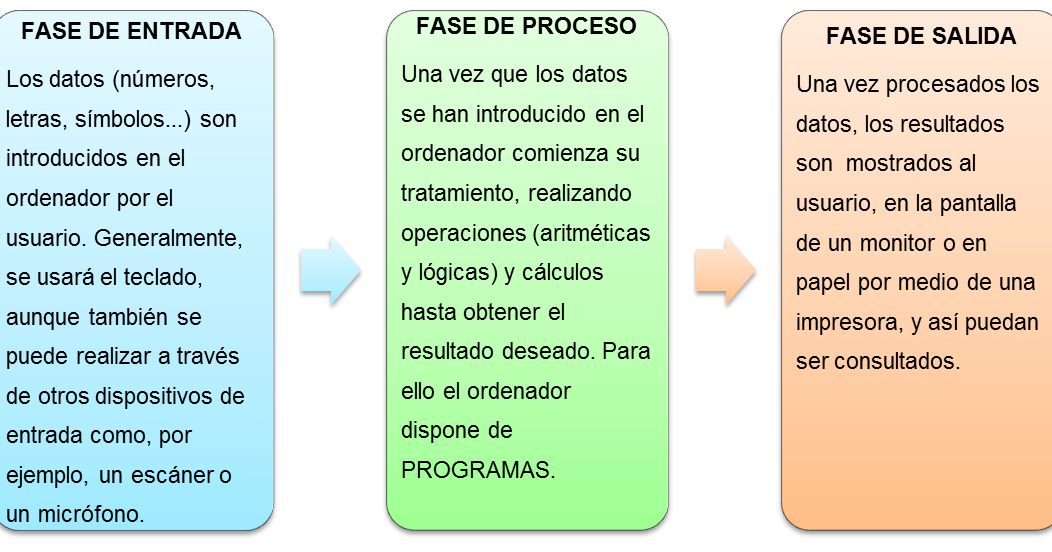 FASE DE ENTRADA
Los datos (números,
letras, símbolos...) son
introducidos en el
ordenador por el
usuario. Generalmente,
se usará el teclado,
aunque también se
puede realizar a través
de otros dispositivos de
entrada como, por
ejemplo, un escáner o
un micrófono.
FASE DE PROCESO
Una vez que los datos
se han introducido en el
ordenador comienza su
tratamiento, realizando
operaciones (aritméticas
y lógicas) y cálculos
hasta obtener el
resultado deseado. Para
ello el ordenador
dispone de
PROGRAMAS.
FASE DE SALIDA
Una vez procesados los
datos, los resultados
son mostrados al
usuario, en la pantalla
de un monitor o en
papel por medio de una
impresora, y así puedan
ser consultados.